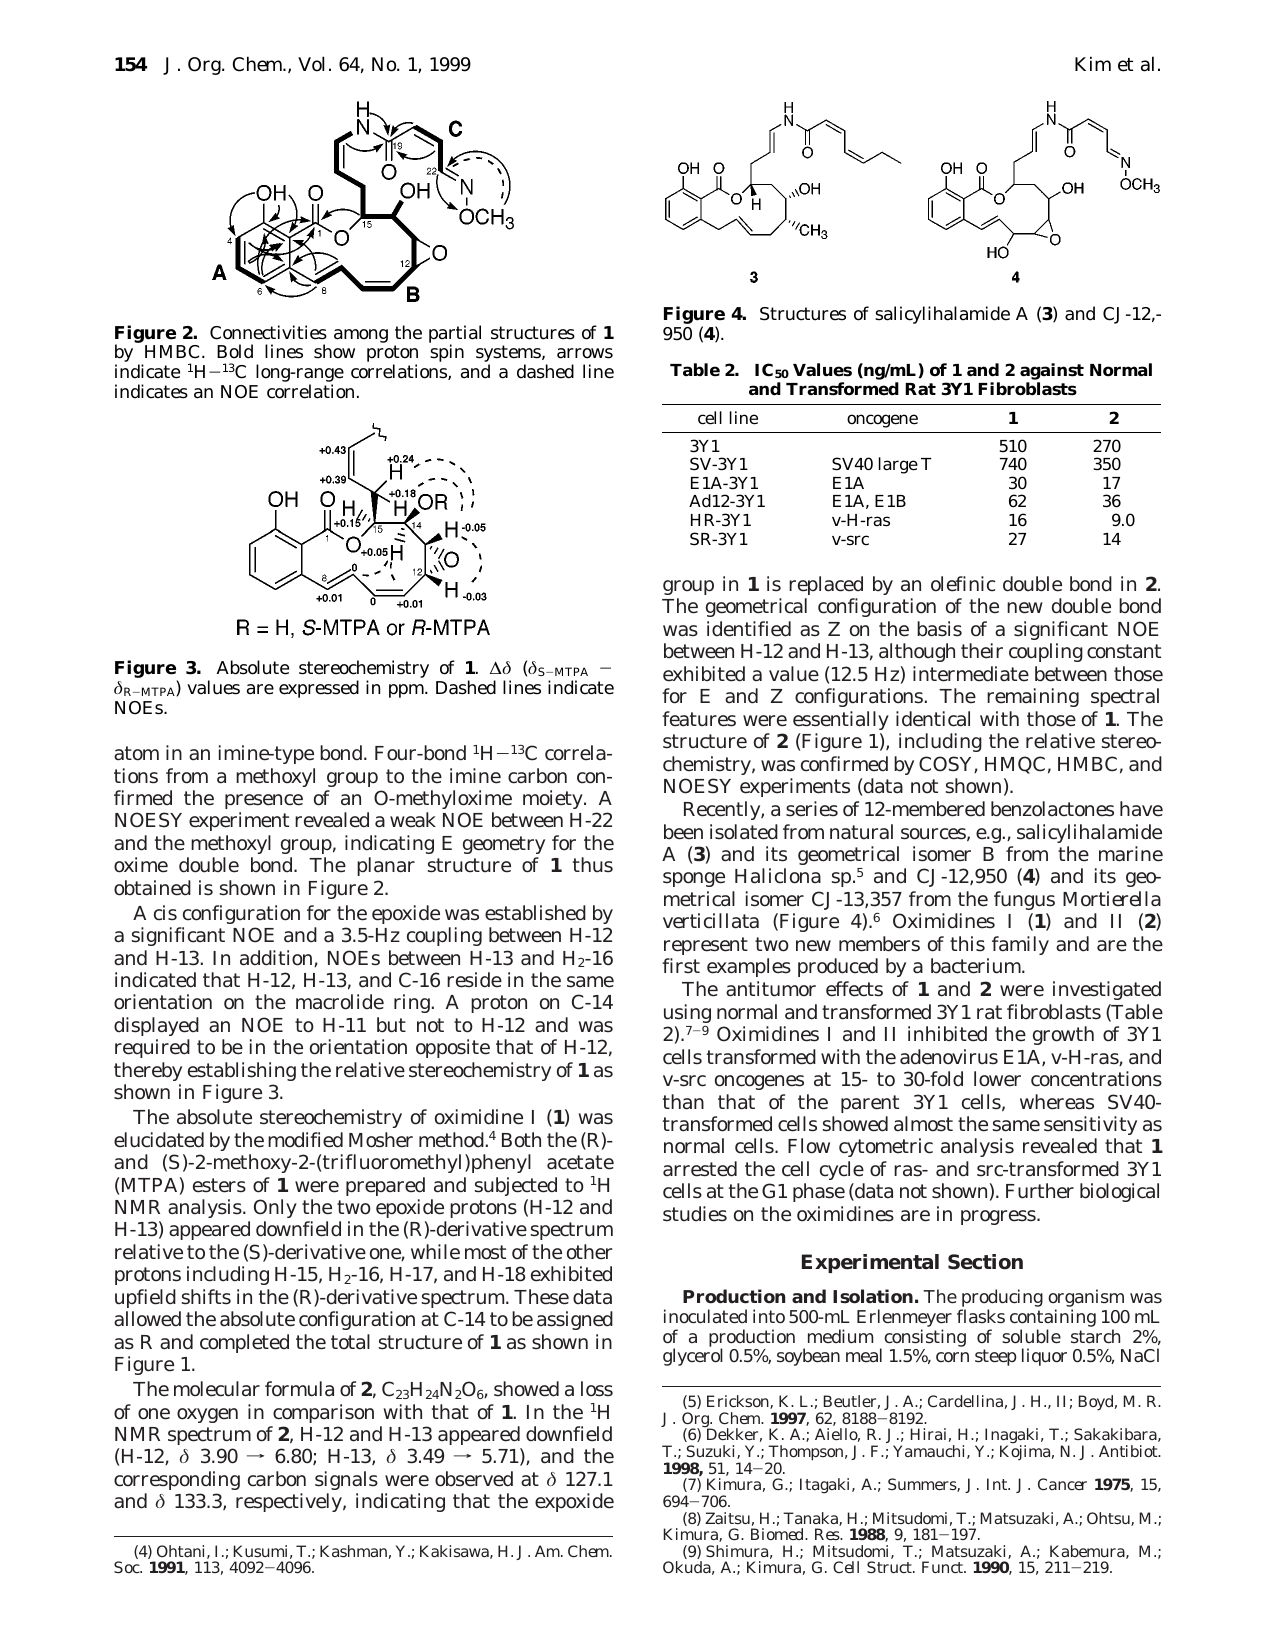 154 J. Org. Chem., Vol. 64, No. 1, 1999
Kim et al.
H
N
C
19
O
22
N
OCH3
OH
O
OH
1
O
15
4
12
O
A
6
8
B
Figure 2. Connectivities among the partial structures of 1
by HMBC. Bold lines show proton spin systems, arrows
indicate 1H−13C long-range correlations, and a dashed line
indicates an NOE correlation.
+0.43
+0.24
H
+0.39
+0.18
OH
O
H
H
OR
+0.15
15
14
H -0.05
1
O
+0.05 H
O
8
0
12
H -0.03
+0.01
0
+0.01
R = H, S-MTPA or R-MTPA
Figure 3. Absolute stereochemistry of 1. Δδ (δS−MTPA −
δR−MTPA) values are expressed in ppm. Dashed lines indicate
NOEs.
atom in an imine-type bond. Four-bond 1H−13C correla-
tions from a methoxyl group to the imine carbon con-
firmed the presence of an O-methyloxime moiety. A
NOESY experiment revealed a weak NOE between H-22
and the methoxyl group, indicating E geometry for the
oxime double bond. The planar structure of 1 thus
obtained is shown in Figure 2.
A cis configuration for the epoxide was established by
a significant NOE and a 3.5-Hz coupling between H-12
and H-13. In addition, NOEs between H-13 and H2-16
indicated that H-12, H-13, and C-16 reside in the same
orientation on the macrolide ring. A proton on C-14
displayed an NOE to H-11 but not to H-12 and was
required to be in the orientation opposite that of H-12,
thereby establishing the relative stereochemistry of 1 as
shown in Figure 3.
The absolute stereochemistry of oximidine I (1) was
elucidated by the modified Mosher method.4 Both the (R)-
and (S)-2-methoxy-2-(trifluoromethyl)phenyl acetate
(MTPA) esters of 1 were prepared and subjected to 1H
NMR analysis. Only the two epoxide protons (H-12 and
H-13) appeared downfield in the (R)-derivative spectrum
relative to the (S)-derivative one, while most of the other
protons including H-15, H2-16, H-17, and H-18 exhibited
upfield shifts in the (R)-derivative spectrum. These data
allowed the absolute configuration at C-14 to be assigned
as R and completed the total structure of 1 as shown in
Figure 1.
The molecular formula of 2, C23H24N2O6, showed a loss
of one oxygen in comparison with that of 1. In the 1H
NMR spectrum of 2, H-12 and H-13 appeared downfield
(H-12, δ 3.90 → 6.80; H-13, δ 3.49 → 5.71), and the
corresponding carbon signals were observed at δ 127.1
and δ 133.3, respectively, indicating that the expoxide
(4) Ohtani, I.; Kusumi, T.; Kashman, Y.; Kakisawa, H. J. Am. Chem.
Soc. 1991, 113, 4092−4096.
H
N
O
OH
O
O
H
OH
CH3
3
H
N
O
N
OCH3
OH
O
O
OH
HO
O
4
Figure 4. Structures of salicylihalamide A (3) and CJ-12,-
950 (4).
Table 2. IC50 Values (ng/mL) of 1 and 2 against Normal
and Transformed Rat 3Y1 Fibroblasts
cell line oncogene 1 2
3Y1 510 270
SV-3Y1 SV40 large T 740 350
E1A-3Y1 E1A 30 17
Ad12-3Y1 E1A, E1B 62 36
HR-3Y1 v-H-ras 16 9.0
SR-3Y1 v-src 27 14
group in 1 is replaced by an olefinic double bond in 2.
The geometrical configuration of the new double bond
was identified as Z on the basis of a significant NOE
between H-12 and H-13, although their coupling constant
exhibited a value (12.5 Hz) intermediate between those
for E and Z configurations. The remaining spectral
features were essentially identical with those of 1. The
structure of 2 (Figure 1), including the relative stereo-
chemistry, was confirmed by COSY, HMQC, HMBC, and
NOESY experiments (data not shown).
Recently, a series of 12-membered benzolactones have
been isolated from natural sources, e.g., salicylihalamide
A (3) and its geometrical isomer B from the marine
sponge Haliclona sp.5 and CJ-12,950 (4) and its geo-
metrical isomer CJ-13,357 from the fungus Mortierella
verticillata (Figure 4).6 Oximidines I (1) and II (2)
represent two new members of this family and are the
first examples produced by a bacterium.
The antitumor effects of 1 and 2 were investigated
using normal and transformed 3Y1 rat fibroblasts (Table
2).7−9 Oximidines I and II inhibited the growth of 3Y1
cells transformed with the adenovirus E1A, v-H-ras, and
v-src oncogenes at 15- to 30-fold lower concentrations
than that of the parent 3Y1 cells, whereas SV40-
transformed cells showed almost the same sensitivity as
normal cells. Flow cytometric analysis revealed that 1
arrested the cell cycle of ras- and src-transformed 3Y1
cells at the G1 phase (data not shown). Further biological
studies on the oximidines are in progress.
Experimental Section
Production and Isolation. The producing organism was
inoculated into 500-mL Erlenmeyer flasks containing 100 mL
of a production medium consisting of soluble starch 2%,
glycerol 0.5%, soybean meal 1.5%, corn steep liquor 0.5%, NaCl
(5) Erickson, K. L.; Beutler, J. A.; Cardellina, J. H., II; Boyd, M. R.
J. Org. Chem. 1997, 62, 8188−8192.
(6) Dekker, K. A.; Aiello, R. J.; Hirai, H.; Inagaki, T.; Sakakibara,
T.; Suzuki, Y.; Thompson, J. F.; Yamauchi, Y.; Kojima, N. J. Antibiot.
1998, 51, 14−20.
(7) Kimura, G.; Itagaki, A.; Summers, J. Int. J. Cancer 1975, 15,
694−706.
(8) Zaitsu, H.; Tanaka, H.; Mitsudomi, T.; Matsuzaki, A.; Ohtsu, M.;
Kimura, G. Biomed. Res. 1988, 9, 181−197.
(9) Shimura, H.; Mitsudomi, T.; Matsuzaki, A.; Kabemura, M.;
Okuda, A.; Kimura, G. Cell Struct. Funct. 1990, 15, 211−219.